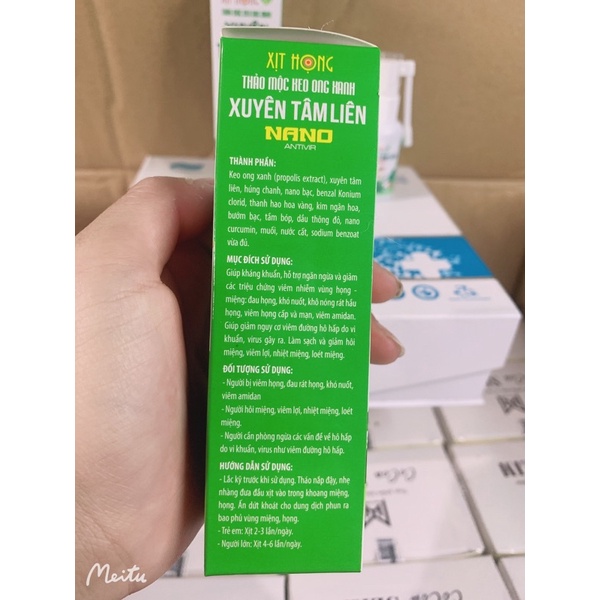 XỊT HỌNG
THẢO MỘC KEO ONG XANH
XUYÊN TÂM LIÊN
NANO
ANTIVIR
THÀNH PHẦN:
Keo ong xanh (propolis extract), xuyên tâm
liên, húng chanh, nano bạc, benzal Konium
clorid, thanh hao hoa vàng, kim ngân hoa,
bướm bạc, tầm bóp, dầu thông đỏ, nano
curcumin, muối, nước cất, sodium benzoat
vừa đủ.
MỤC ĐÍCH SỬ DỤNG:
Giúp kháng khuẩn, hỗ trợ ngăn ngừa và giảm
các triệu chứng viêm nhiễm vùng họng -
miệng: đau họng, khó nuốt, khô nóng rát hầu
họng, viêm họng cấp và mạn, viêm amidan.
Giúp giảm nguy cơ viêm đường hô hấp do vi
khuẩn, virus gây ra. Làm sạch và giảm hôi
miệng, viêm lợi, nhiệt miệng, loét miệng.
ĐỐI TƯỢNG SỬ DỤNG:
- Người bị viêm họng, đau rát họng, khó nuốt,
viêm amidan
- Người hôi miệng, viêm lợi, nhiệt miệng, loét
miệng.
- Người cần phòng ngừa các vấn đề về hô hấp
do vi khuẩn, virus như viêm đường hô hấp.
HƯỚNG DẪN SỬ DỤNG:
- Lắc kỹ trước khi sử dụng. Tháo nắp đậy, nhẹ
nhàng đưa đầu xịt vào trong khoang miệng,
họng. Ấn dứt khoát cho dung dịch phun ra
bao phủ vùng miệng, họng.
- Trẻ em: Xịt 2-3 lần/ngày.
- Người lớn: Xịt 4-6 lần/ngày.
Meitu